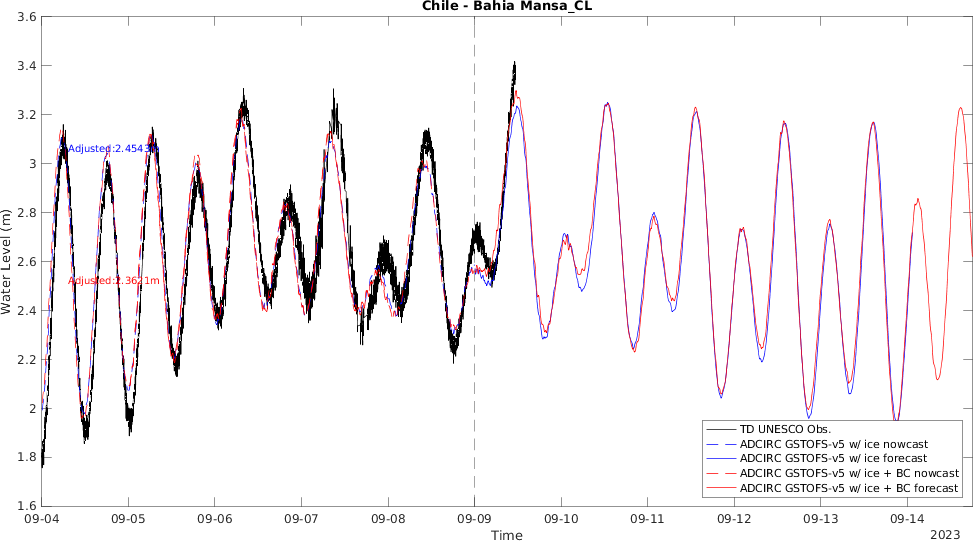 Chile - Bahia Mansa_CL
3.6
3.4
3.2
3
2.8
2.6
2.4
2.2
2
1.8
1.6
Water Level (m)
Adjusted:2.4543m
Adjusted:2.3621m
TD UNESCO Obs.
ADCIRC GSTOFS-v5 w/ ice nowcast
ADCIRC GSTOFS-v5 w/ ice forecast
ADCIRC GSTOFS-v5 w/ ice + BC nowcast
ADCIRC GSTOFS-v5 w/ ice + BC forecast
09-04 09-05 09-06 09-07 09-08 09-09 09-10 09-11 09-12 09-13 09-14
Time
2023